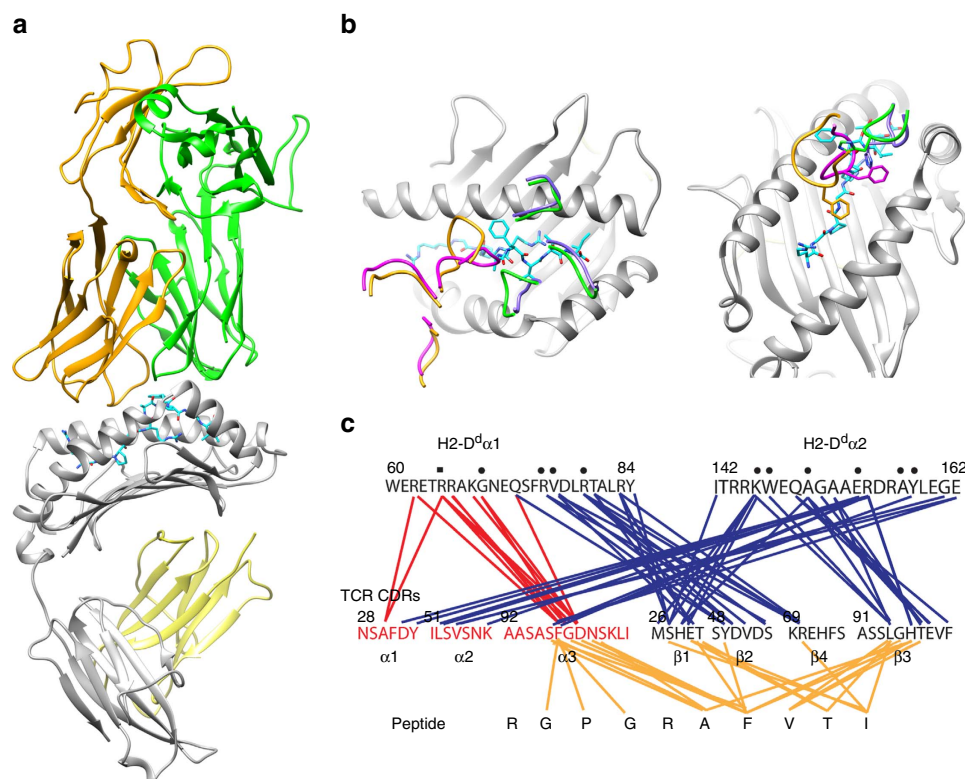 a
b
c
H2-Dᵈα1
H2-Dᵈα2
60 84 142 162
WERETRRAKGNEQSFRVDLRTALRY ITRRKWEQAGAAERDRAYLEGE
TCR CDRs
28 51 92 26 48 69 91
NSAFDY ILSVSNK AASASFGDNSKLI MSHET SYDVDS KREHFS ASSLGHTEVF
α1 α2 α3 β1 β2 β4 β3
Peptide R G P G R A F V T I